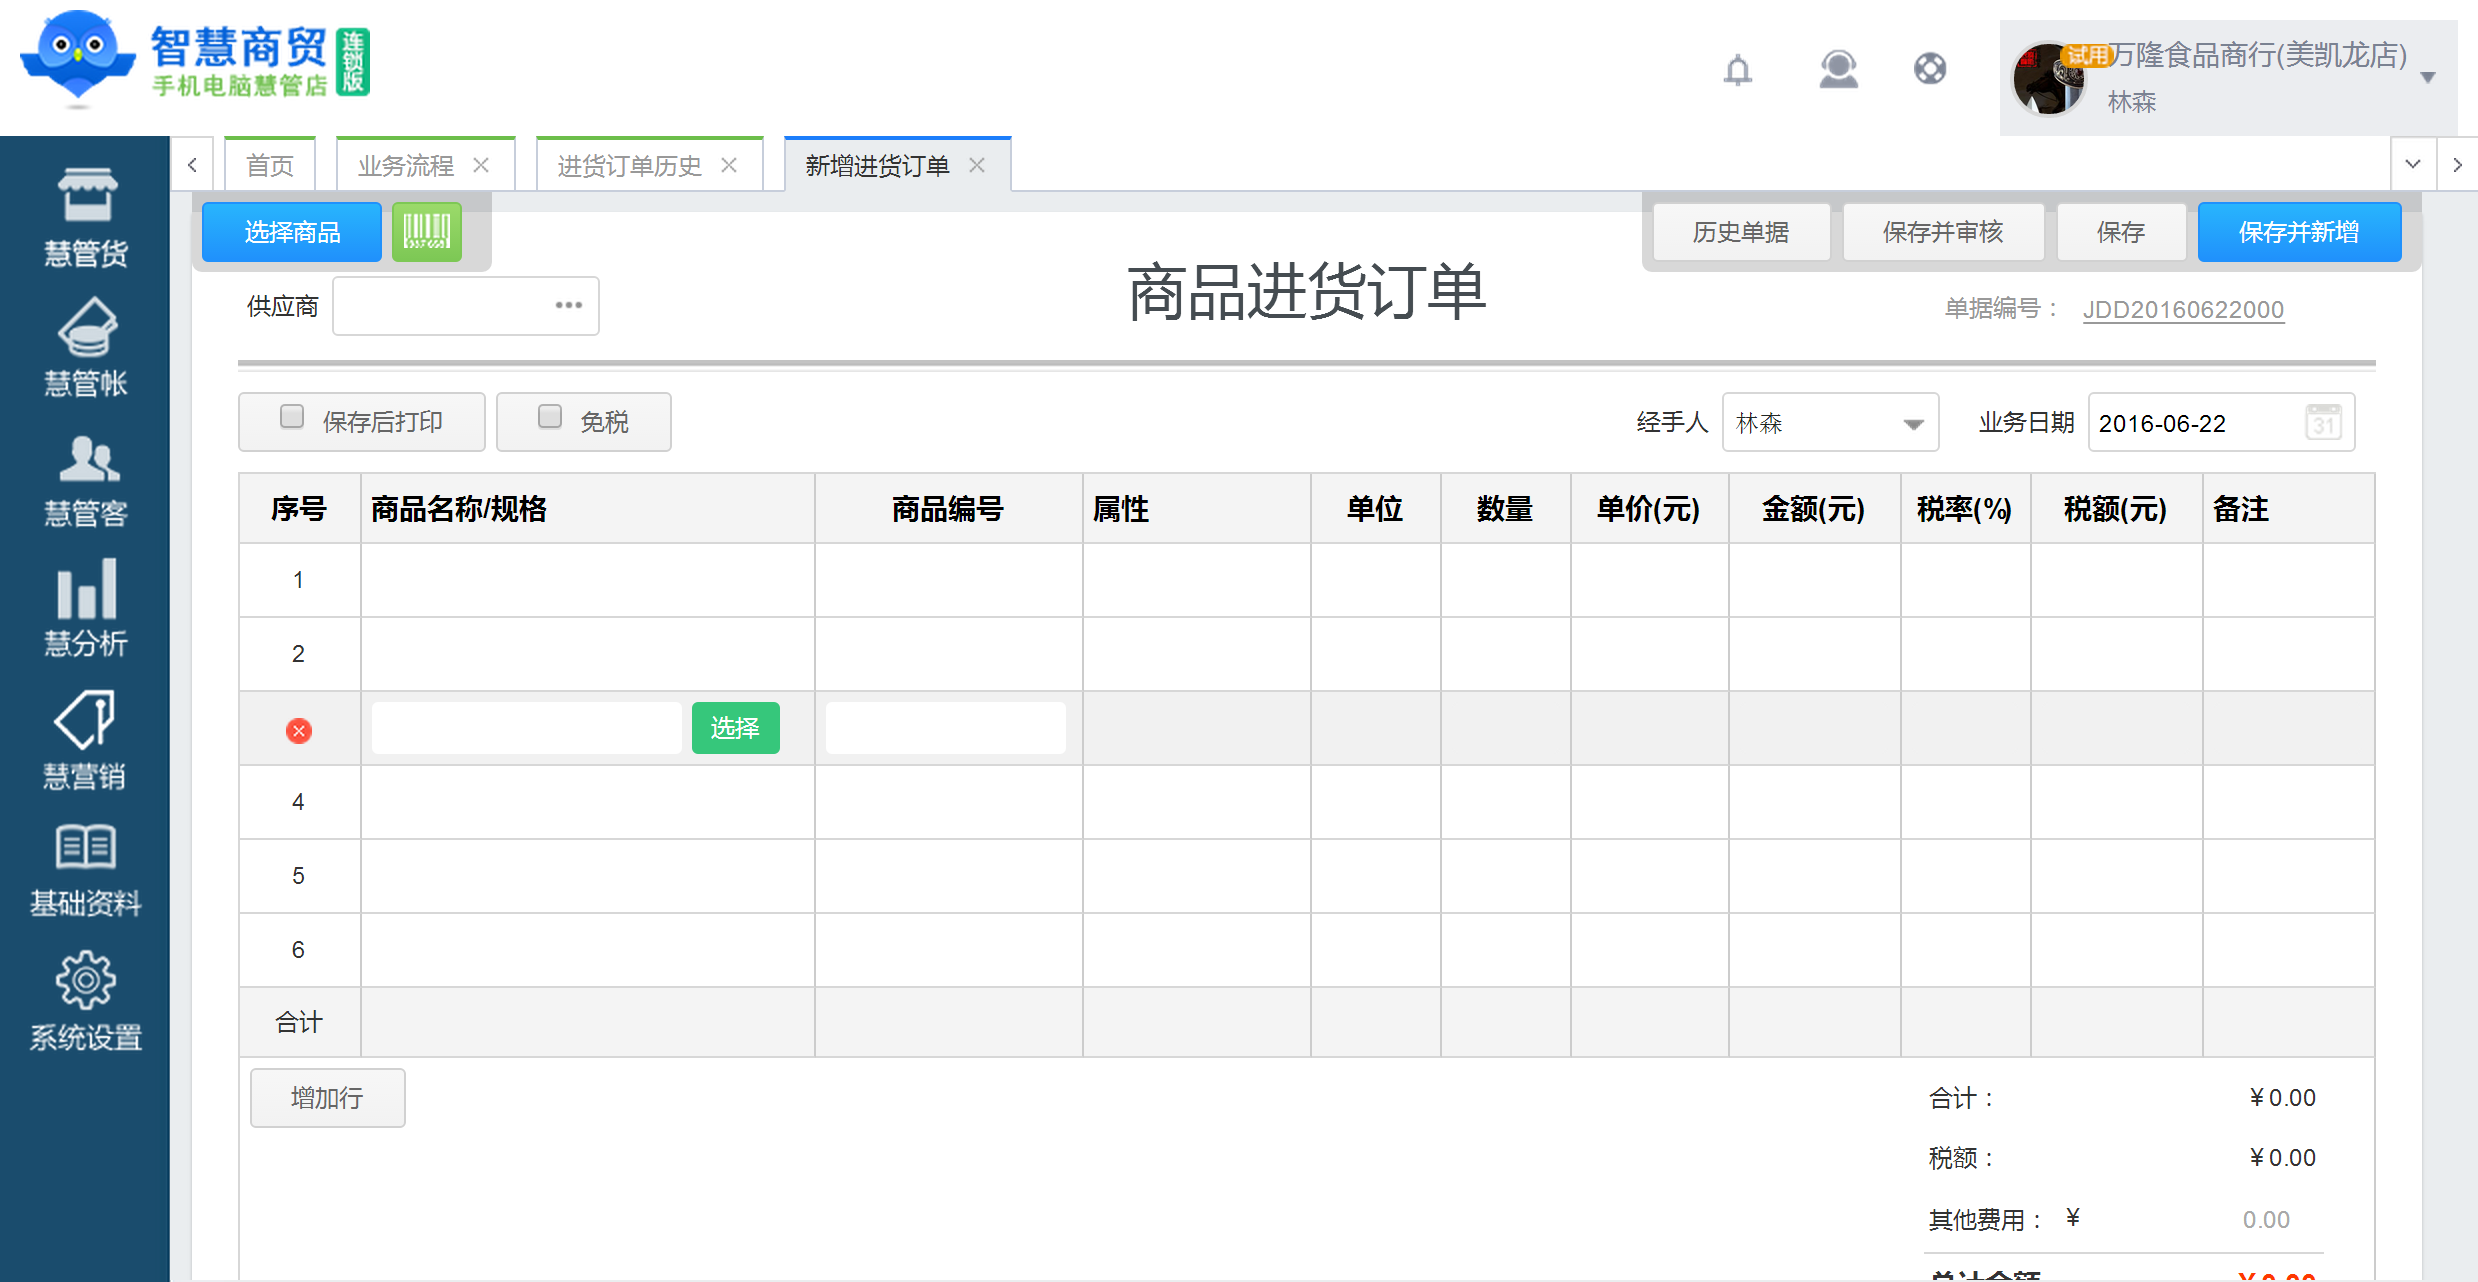 智慧商贸
手机电脑慧管店
连锁版
试用
万隆食品商行(美凯龙店)
林森
首页
业务流程
进货订单历史
新增进货订单
慧管货
慧管帐
慧管客
慧分析
慧营销
基础资料
系统设置
选择商品
历史单据
保存并审核
保存
保存并新增
供应商
商品进货订单
单据编号： JDD20160622000
保存后打印
免税
经手人 林森
业务日期 2016-06-22
31
序号 商品名称/规格 商品编号 属性 单位 数量 单价(元) 金额(元) 税率(%) 税额(元) 备注
1
2
选择
4
5
6
合计
增加行
合计： ¥0.00
税额： ¥0.00
其他费用： ¥ 0.00
总计金额 ¥0.00